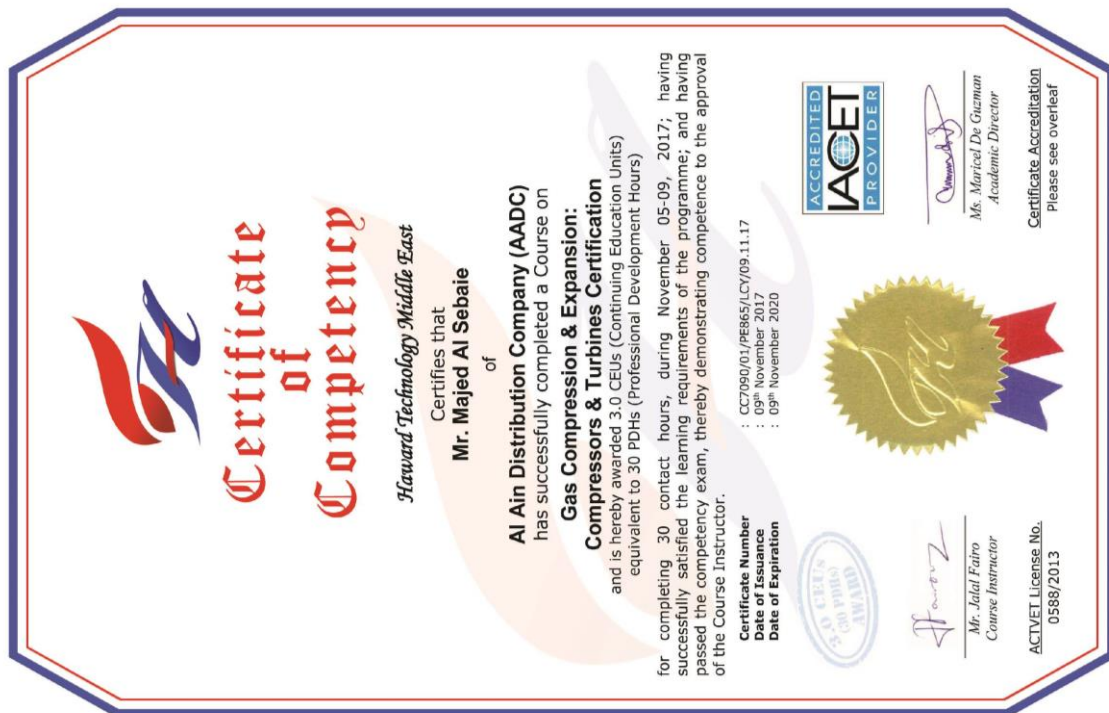 Certificate
of
Competency
Haward Technology Middle East
Certifies that
Mr. Majed Al Sebaie
of
Al Ain Distribution Company (AADC)
has successfully completed a Course on
Gas Compression & Expansion:
Compressors & Turbines Certification
and is hereby awarded 3.0 CEUs (Continuing Education Units)
equivalent to 30 PDHs (Professional Development Hours)
for completing 30 contact hours, during November 05-09, 2017; having
successfully satisfied the learning requirements of the programme; and having
passed the competency exam, thereby demonstrating competence to the approval
of the Course Instructor.
Certificate Number : CC7090/01/PE865/LCY/09.11.17
Date of Issuance : 09th November 2017
Date of Expiration : 09th November 2020
3.0 CEUs
(30 PDHs)
AWARD
ACCREDITED
IACET
PROVIDER
Mr. Jalal Fairo
Course Instructor
Ms. Maricel De Guzman
Academic Director
ACTVET License No.
0588/2013
Certificate Accreditation
Please see overleaf